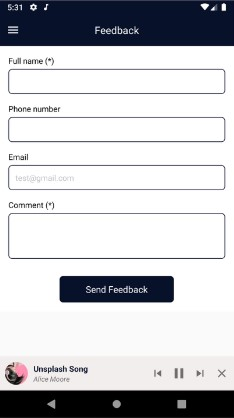 5:31
Feedback
Full name (*)
Phone number
Email
test@gmail.com
Comment (*)
Send Feedback
Unsplash Song
Alice Moore